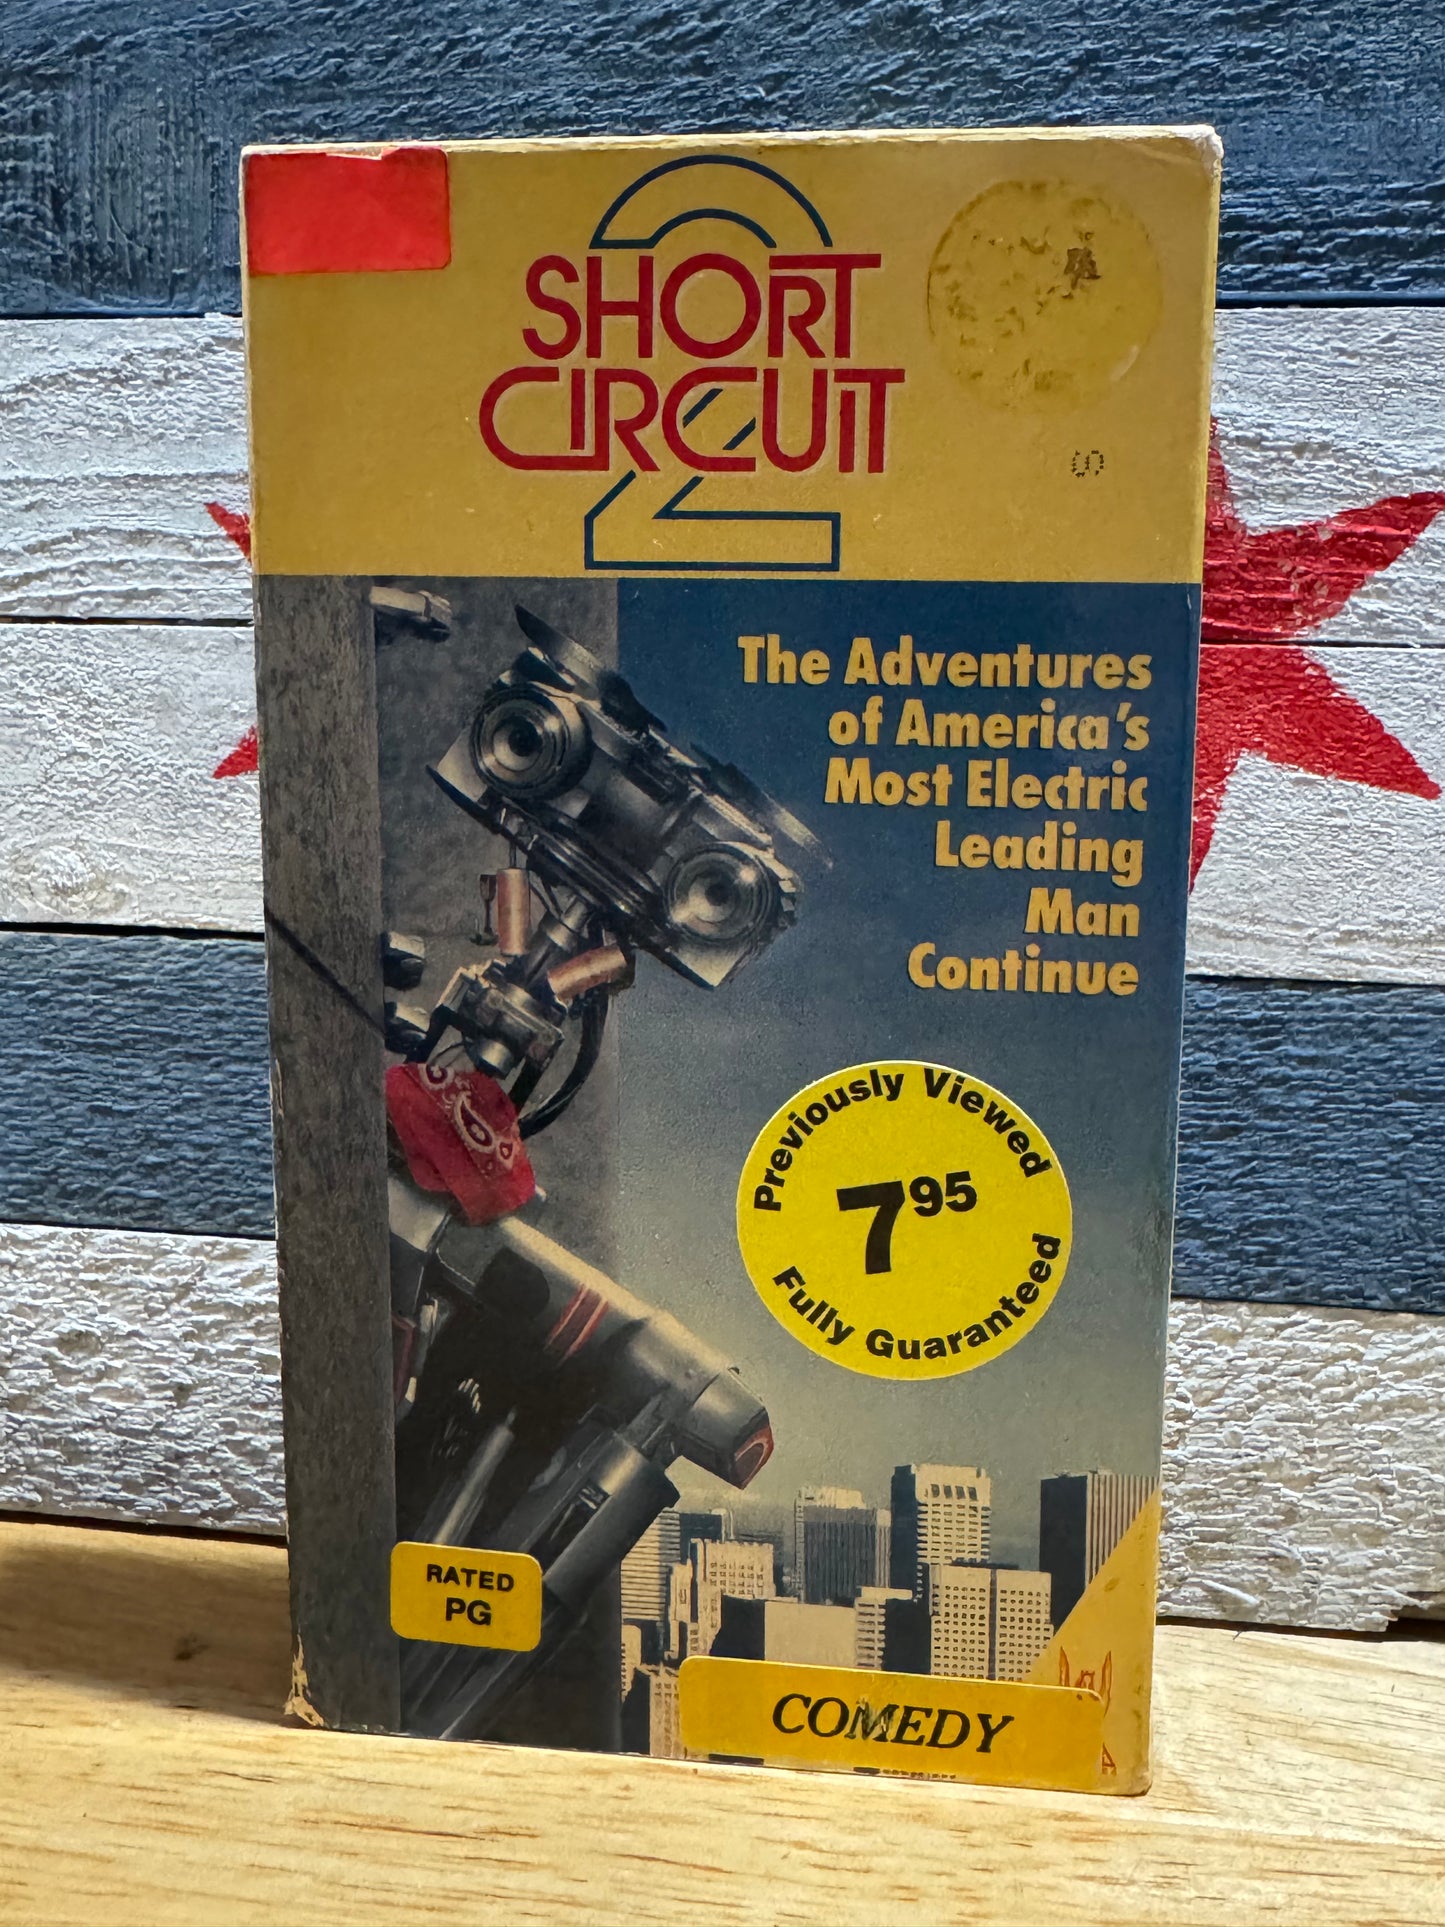 2
SHORT
CIRCUIT
The Adventures
of America's
Most Electric
Leading
Man
Continue
Previously Viewed
7 95
Fully Guaranteed
RATED
PG
COMEDY